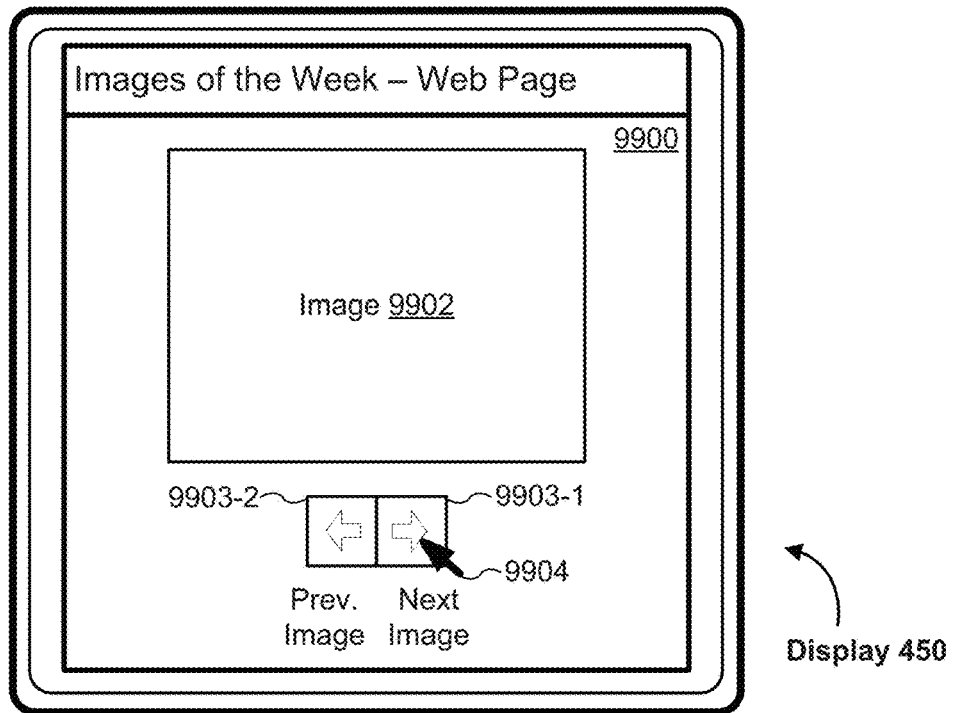 Images of the Week – Web Page
9900
Image 9902
9903-2
9903-1
9904
Prev. Image
Next Image
Display 450